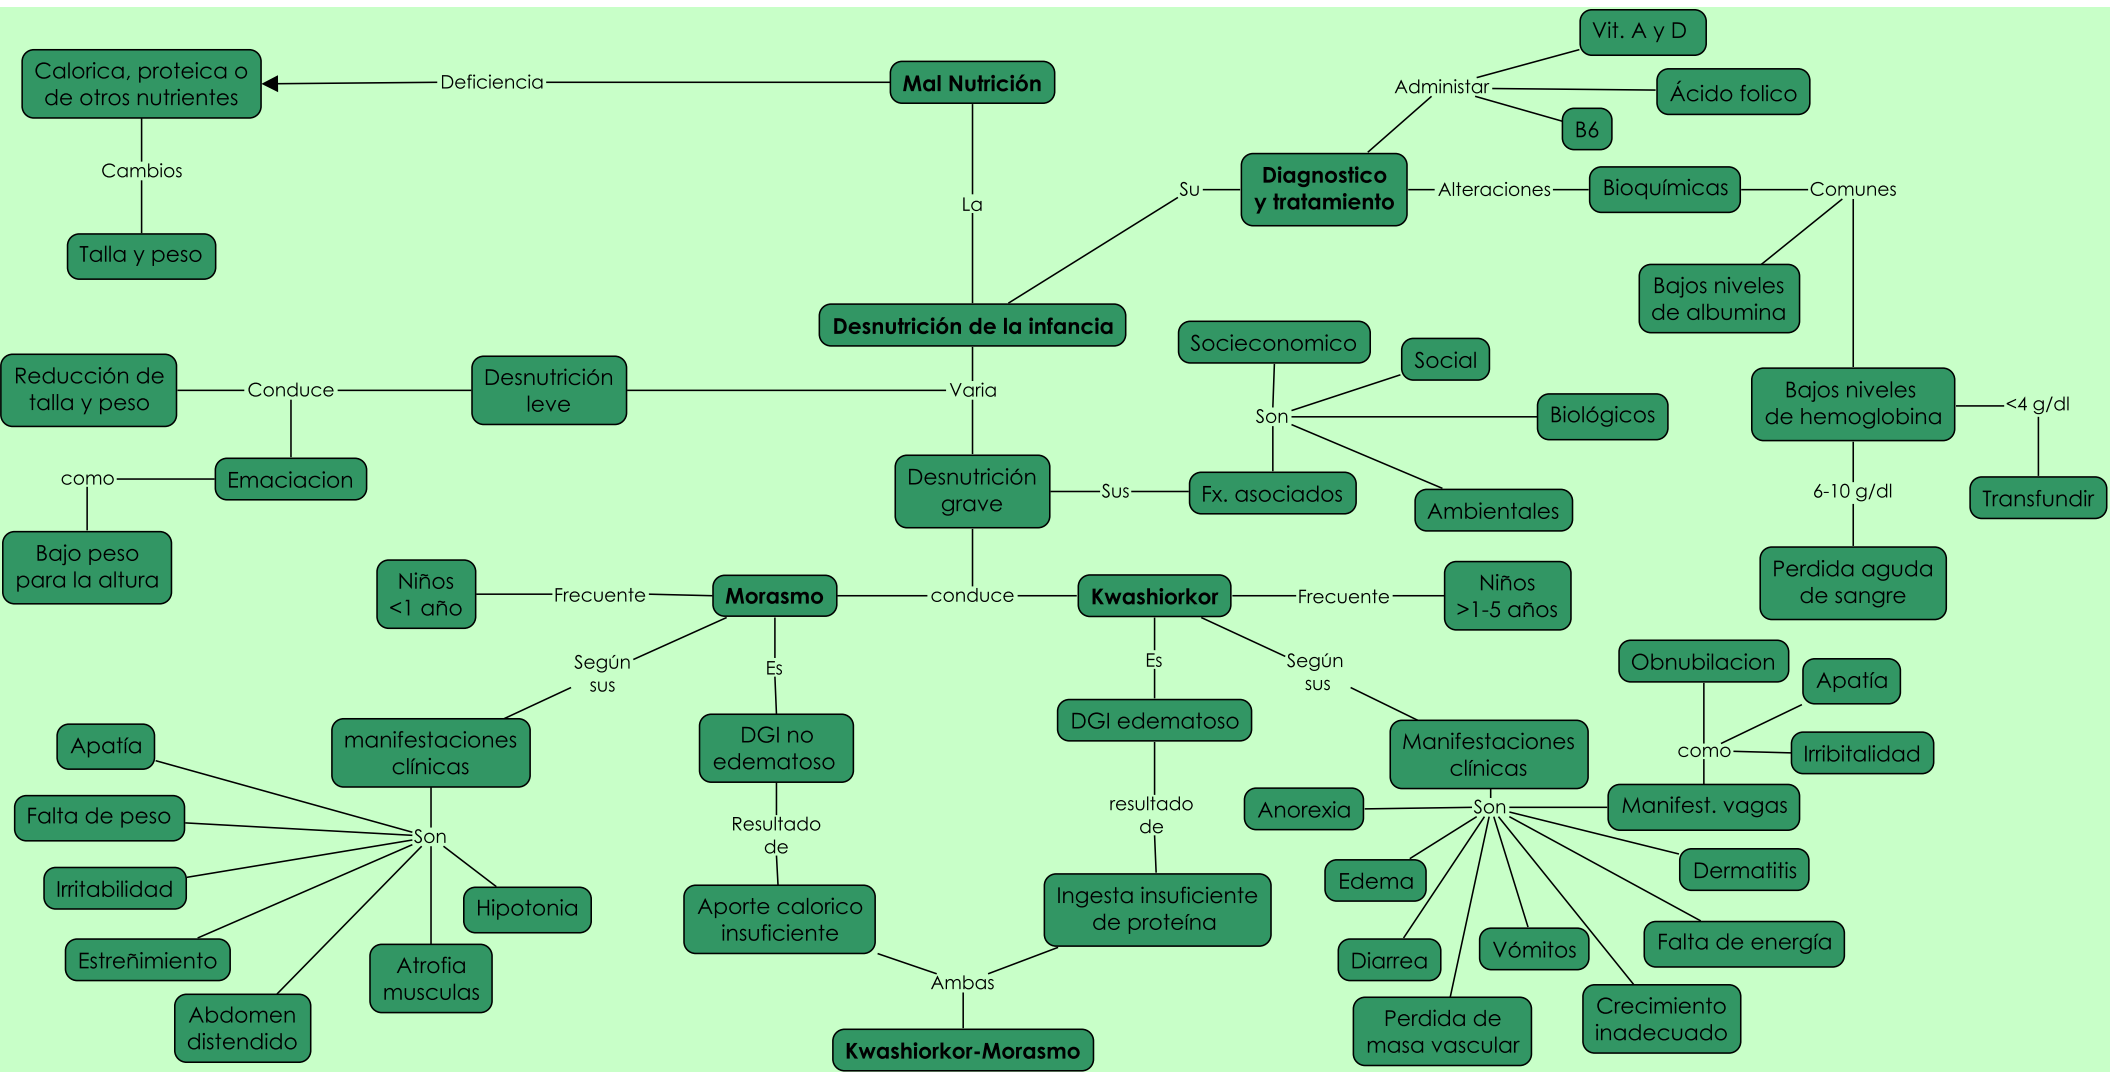 Vit. A y D
Calorica, proteica o
de otros nutrientes
Deficiencia
Mal Nutrición
Administar
Ácido folico
B6
Cambios
Diagnostico
y tratamiento
Su
Alteraciones
Bioquímicas
Comunes
La
Talla y peso
Bajos niveles
de albumina
Desnutrición de la infancia
Socieconomico
Social
Reducción de
talla y peso
Conduce
Desnutrición
leve
Varia
Son
Biológicos
Bajos niveles
de hemoglobina
<4 g/dl
como
Emaciacion
Desnutrición
grave
Sus
Fx. asociados
Ambientales
6-10 g/dl
Transfundir
Bajo peso
para la altura
Niños
<1 año
Frecuente
Morasmo
conduce
Kwashiorkor
Frecuente
Niños
>1-5 años
Perdida aguda
de sangre
Según
sus
Es
Es
Según
sus
Obnubilacion
Apatía
Apatía
manifestaciones
clínicas
DGI no
edematoso
DGI edematoso
Manifestaciones
clínicas
como
Irribitalidad
Falta de peso
Son
Resultado
de
resultado
de
Anorexia
Son
Manifest. vagas
Irritabilidad
Hipotonia
Aporte calorico
insuficiente
Ingesta insuficiente
de proteína
Edema
Dermatitis
Estreñimiento
Atrofia
musculas
Ambas
Diarrea
Vómitos
Falta de energía
Abdomen
distendido
Kwashiorkor-Morasmo
Perdida de
masa vascular
Crecimiento
inadecuado